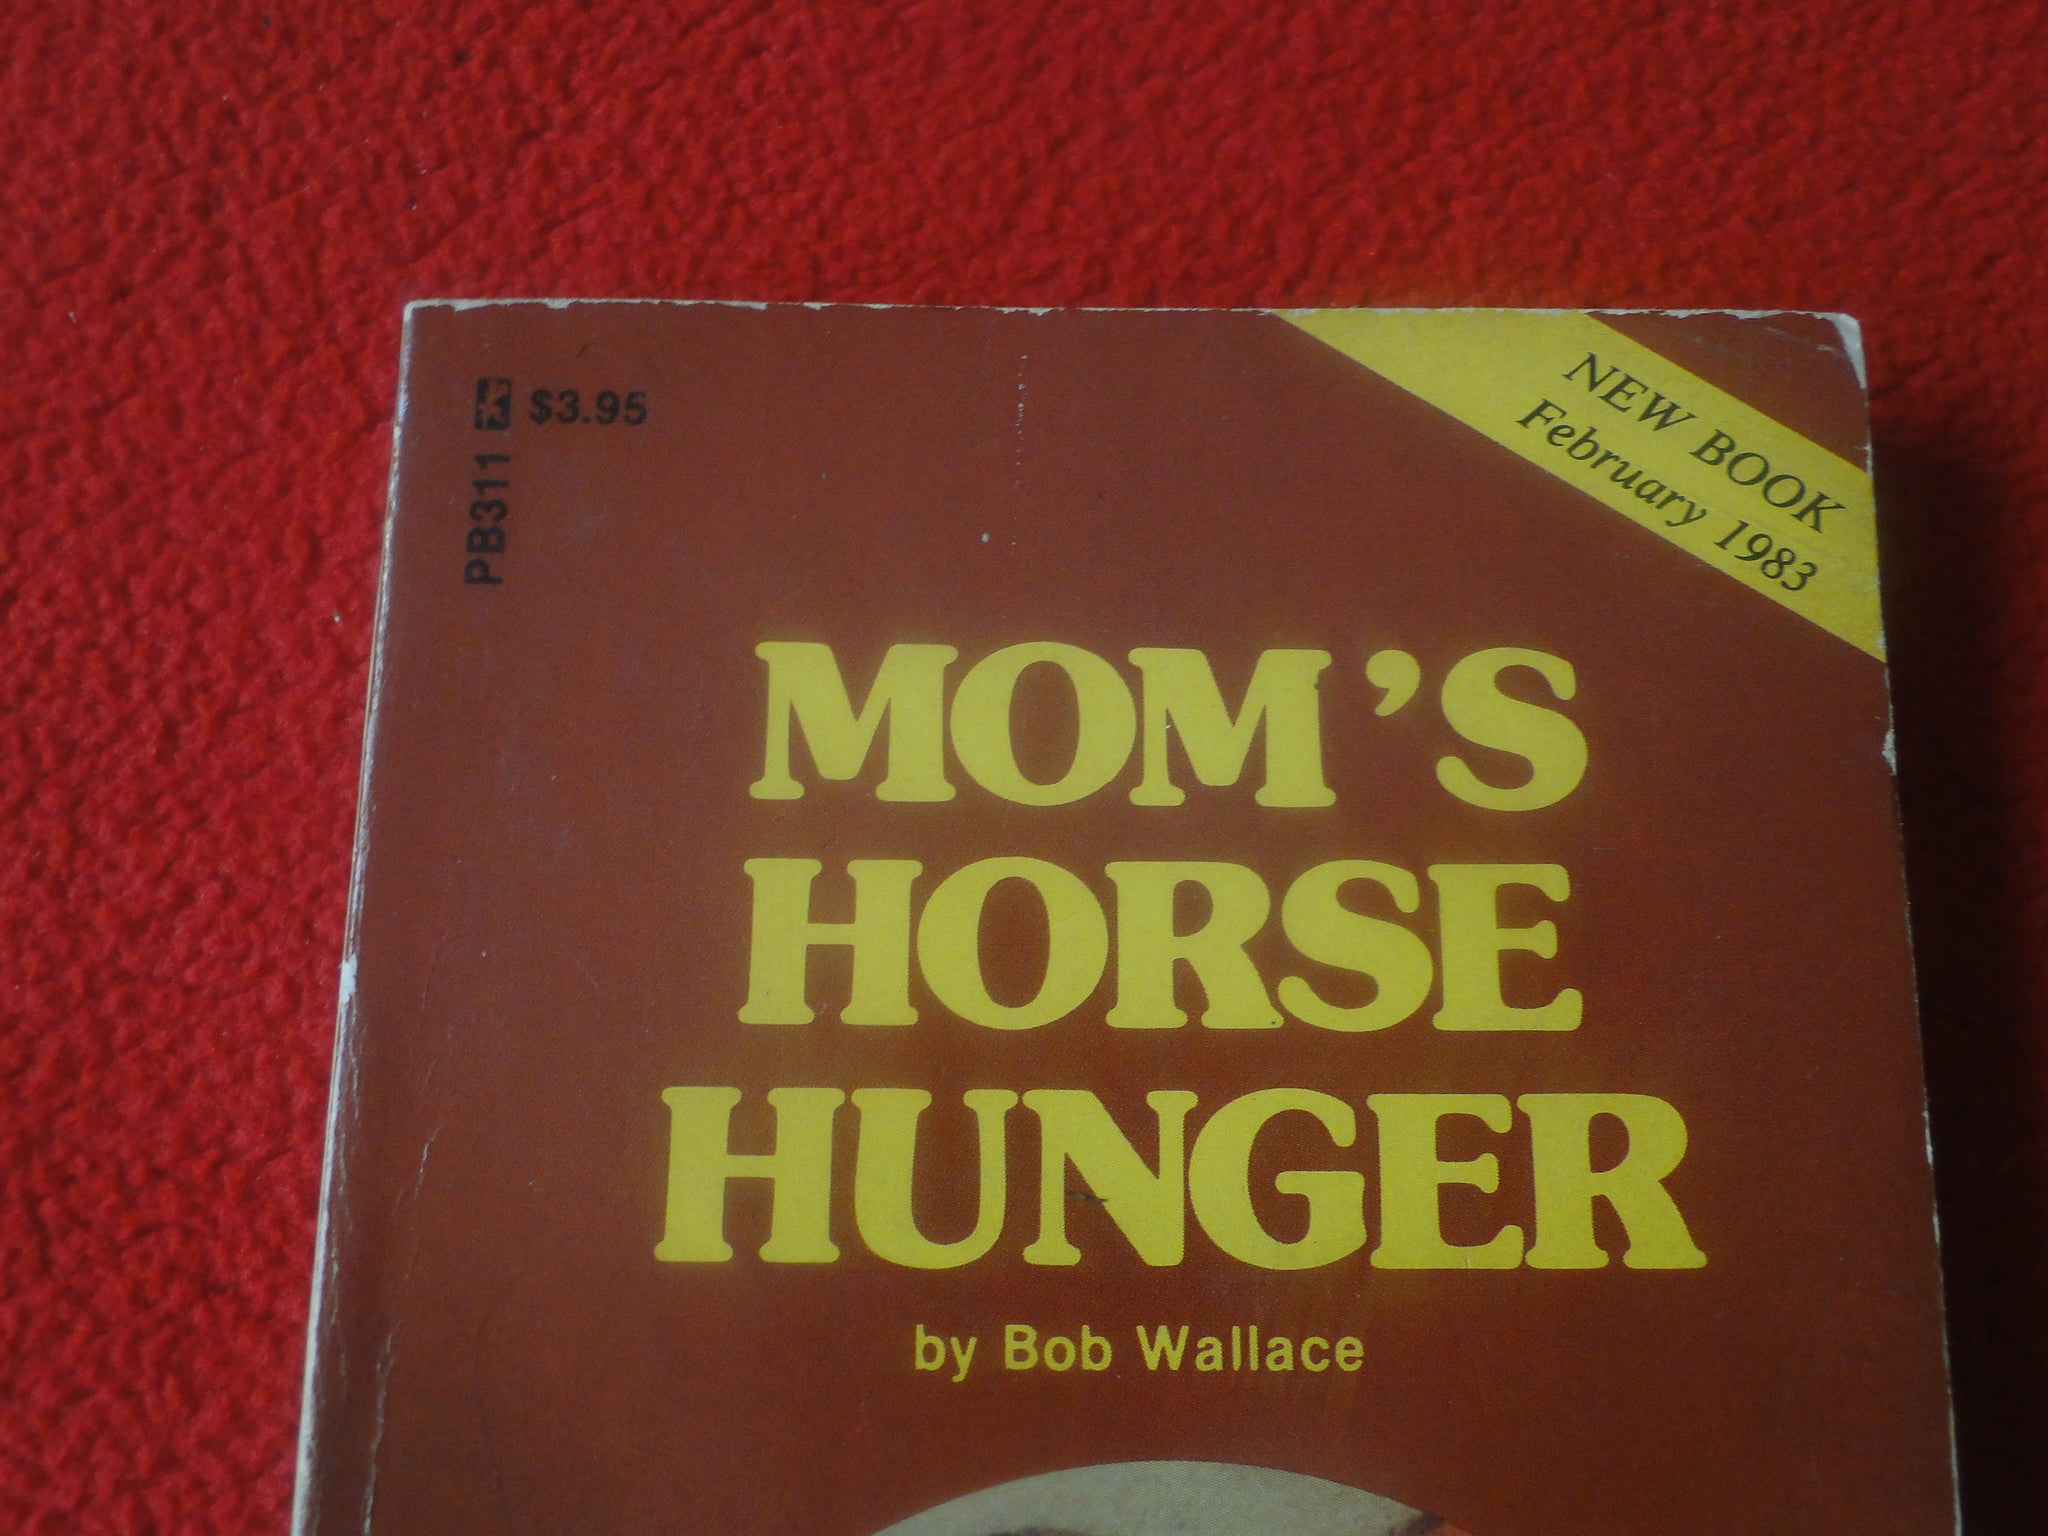 $3.95
PB311
NEW BOOK
February 1983
MOM'S
HORSE
HUNGER
by Bob Wallace